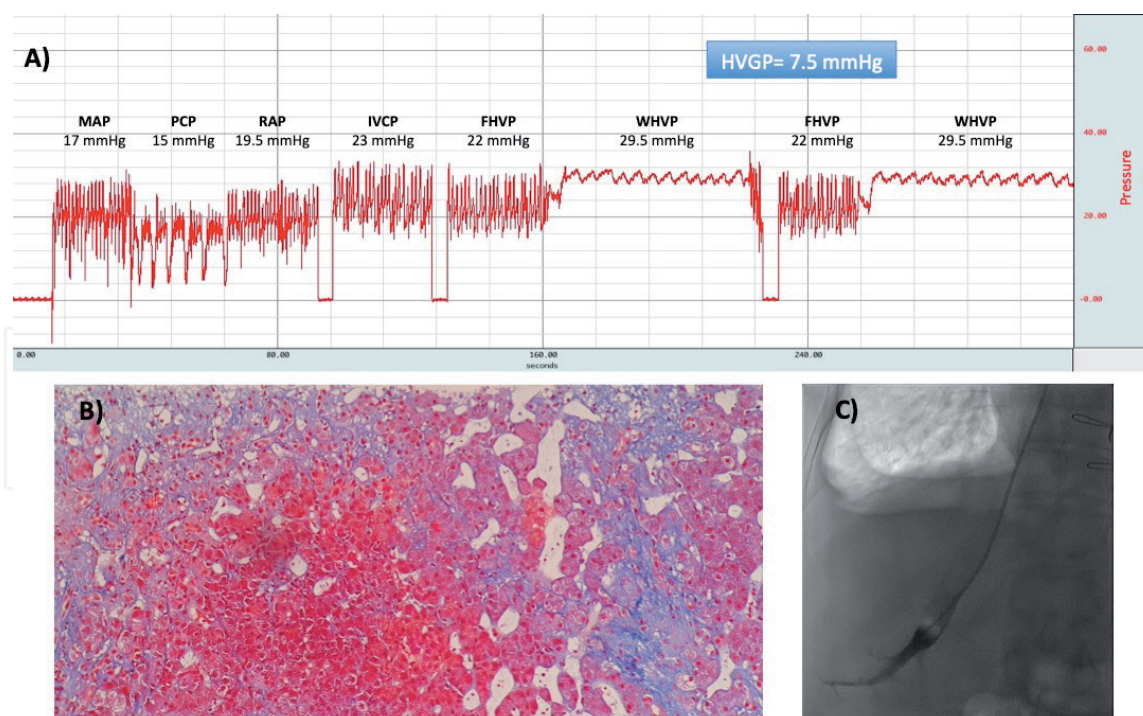 A)
HVGP= 7.5 mmHg
60.00
MAP PCP RAP IVCP FHVP WHVP FHVP WHVP
17 mmHg 15 mmHg 19.5 mmHg 23 mmHg 22 mmHg 29.5 mmHg 22 mmHg 29.5 mmHg
40.00
Pressure
20.00
-0.00
0.00 80.00 160.00 240.00
seconds
B)
C)